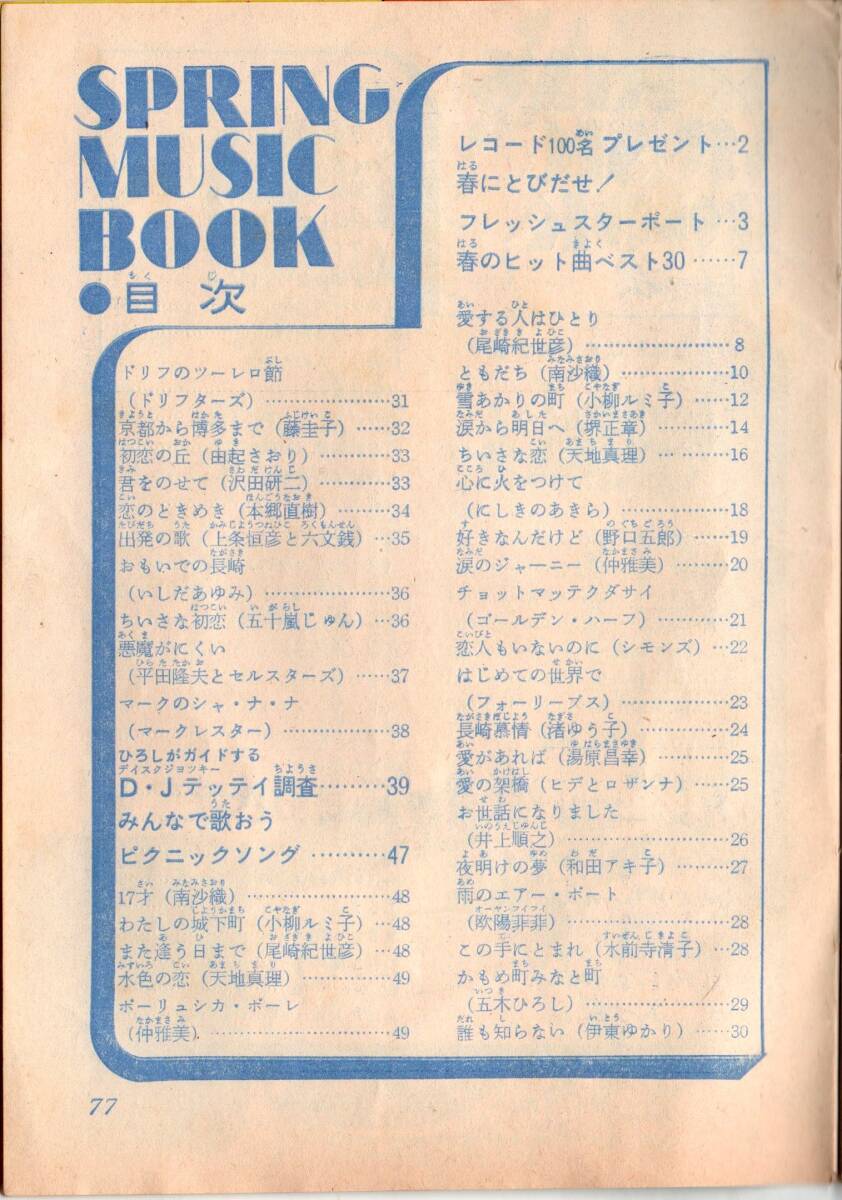 SPRING
MUSIC
BOOK
●目次
レコード100名プレゼント…2
春にとびだせ!
フレッシュスターポート…3
春のヒット曲ベスト30……7
愛する人はひとり
(尾崎紀世彦)……………………8
ともだち(南沙織)………………10
雪あかりの町(小柳ルミ子)……12
涙から明日へ(堺正章)…………14
ちいさな恋(天地真理)…………16
心に火をつけて
(にしきのあきら)………………18
好きなんだけど(野口五郎)……19
涙のジャーニー(仲雅美)………20
チョットマッテクダサイ
(ゴールデン・ハーフ)…………21
恋人もいないのに(シモンズ)…22
はじめての世界で
(フォーリーブス)………………23
長崎慕情(渚ゆう子)……………24
愛があれば(湯原昌幸)…………25
愛の架橋(ヒデとロザンナ)……25
お世話になりました
(井上順之)………………………26
夜明けの夢(和田アキ子)………27
雨のエアー・ポート
(欧陽菲菲)………………………28
この手にとまれ(水前寺清子)…28
かもめ町みなと町
(五木ひろし)……………………29
誰も知らない(伊東ゆかり)……30
ドリフのツーレロ節
(ドリフターズ)…………………31
京都から博多まで(藤圭子)……32
初恋の丘(由起さおり)…………33
君をのせて(沢田研二)…………33
恋のときめき(本郷直樹)………34
出発の歌(上条恒彦と六文銭)…35
おもいでの長崎
(いしだあゆみ)…………………36
ちいさな初恋(五十嵐じゅん)…36
悪魔がにくい
(平田隆夫とセルスターズ)……37
マークのシャ・ナ・ナ
(マークレスター)………………38
ひろしがガイドする
D・Jテッテイ調査………39
みんなで歌おう
ピクニックソング…………47
17才(南沙織)……………………48
わたしの城下町(小柳ルミ子)…48
また逢う日まで(尾崎紀世彦)…48
水色の恋(天地真理)……………49
ポーリュシカ・ポーレ
(仲雅美)…………………………49
77